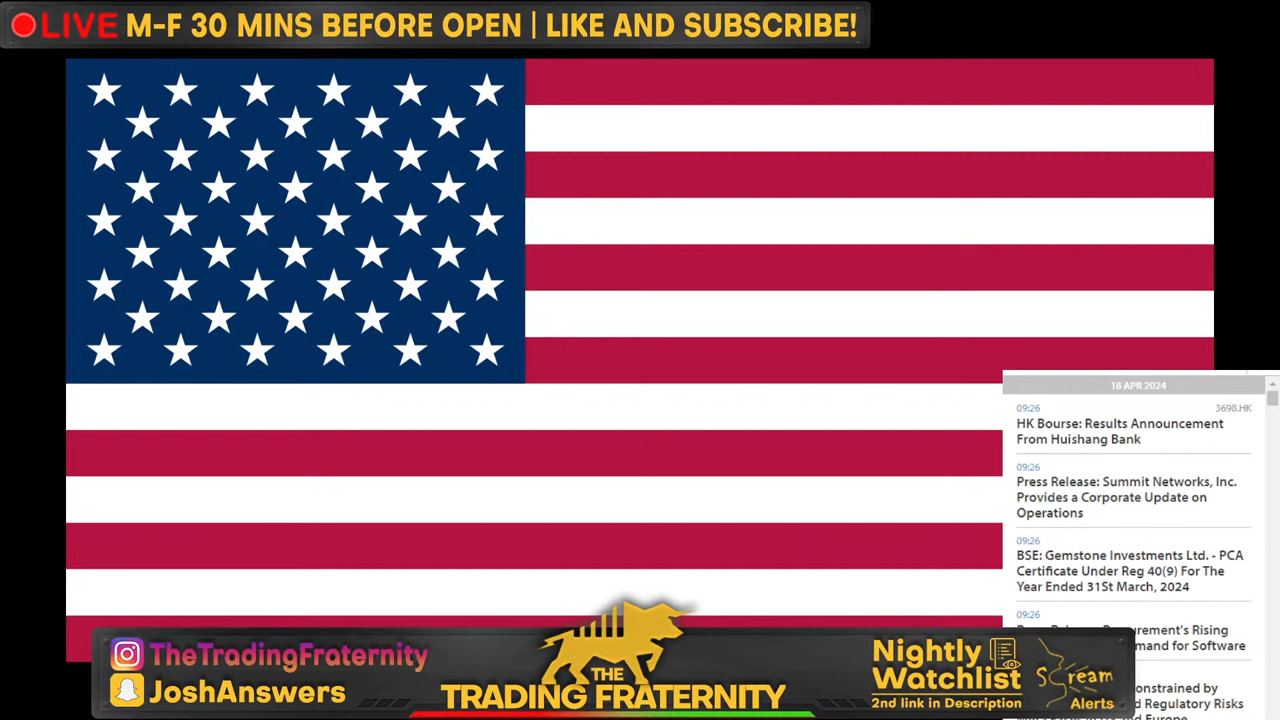 LIVE M-F 30 MINS BEFORE OPEN | LIKE AND SUBSCRIBE!
18 APR 2024
09:26 3698.HK
HK Bourse: Results Announcement
From Huishang Bank
09:26
Press Release: Summit Networks, Inc.
Provides a Corporate Update on
Operations
09:26
BSE: Gemstone Investments Ltd. - PCA
Certificate Under Reg 40(9) For The
Year Ended 31St March, 2024
09:26
Rising
for Software
by
Regulatory Risks
TheTradingFraternity
JoshAnswers
THE
TRADING FRATERNITY
Nightly
Watchlist
2nd link in Description
Scream
Alerts